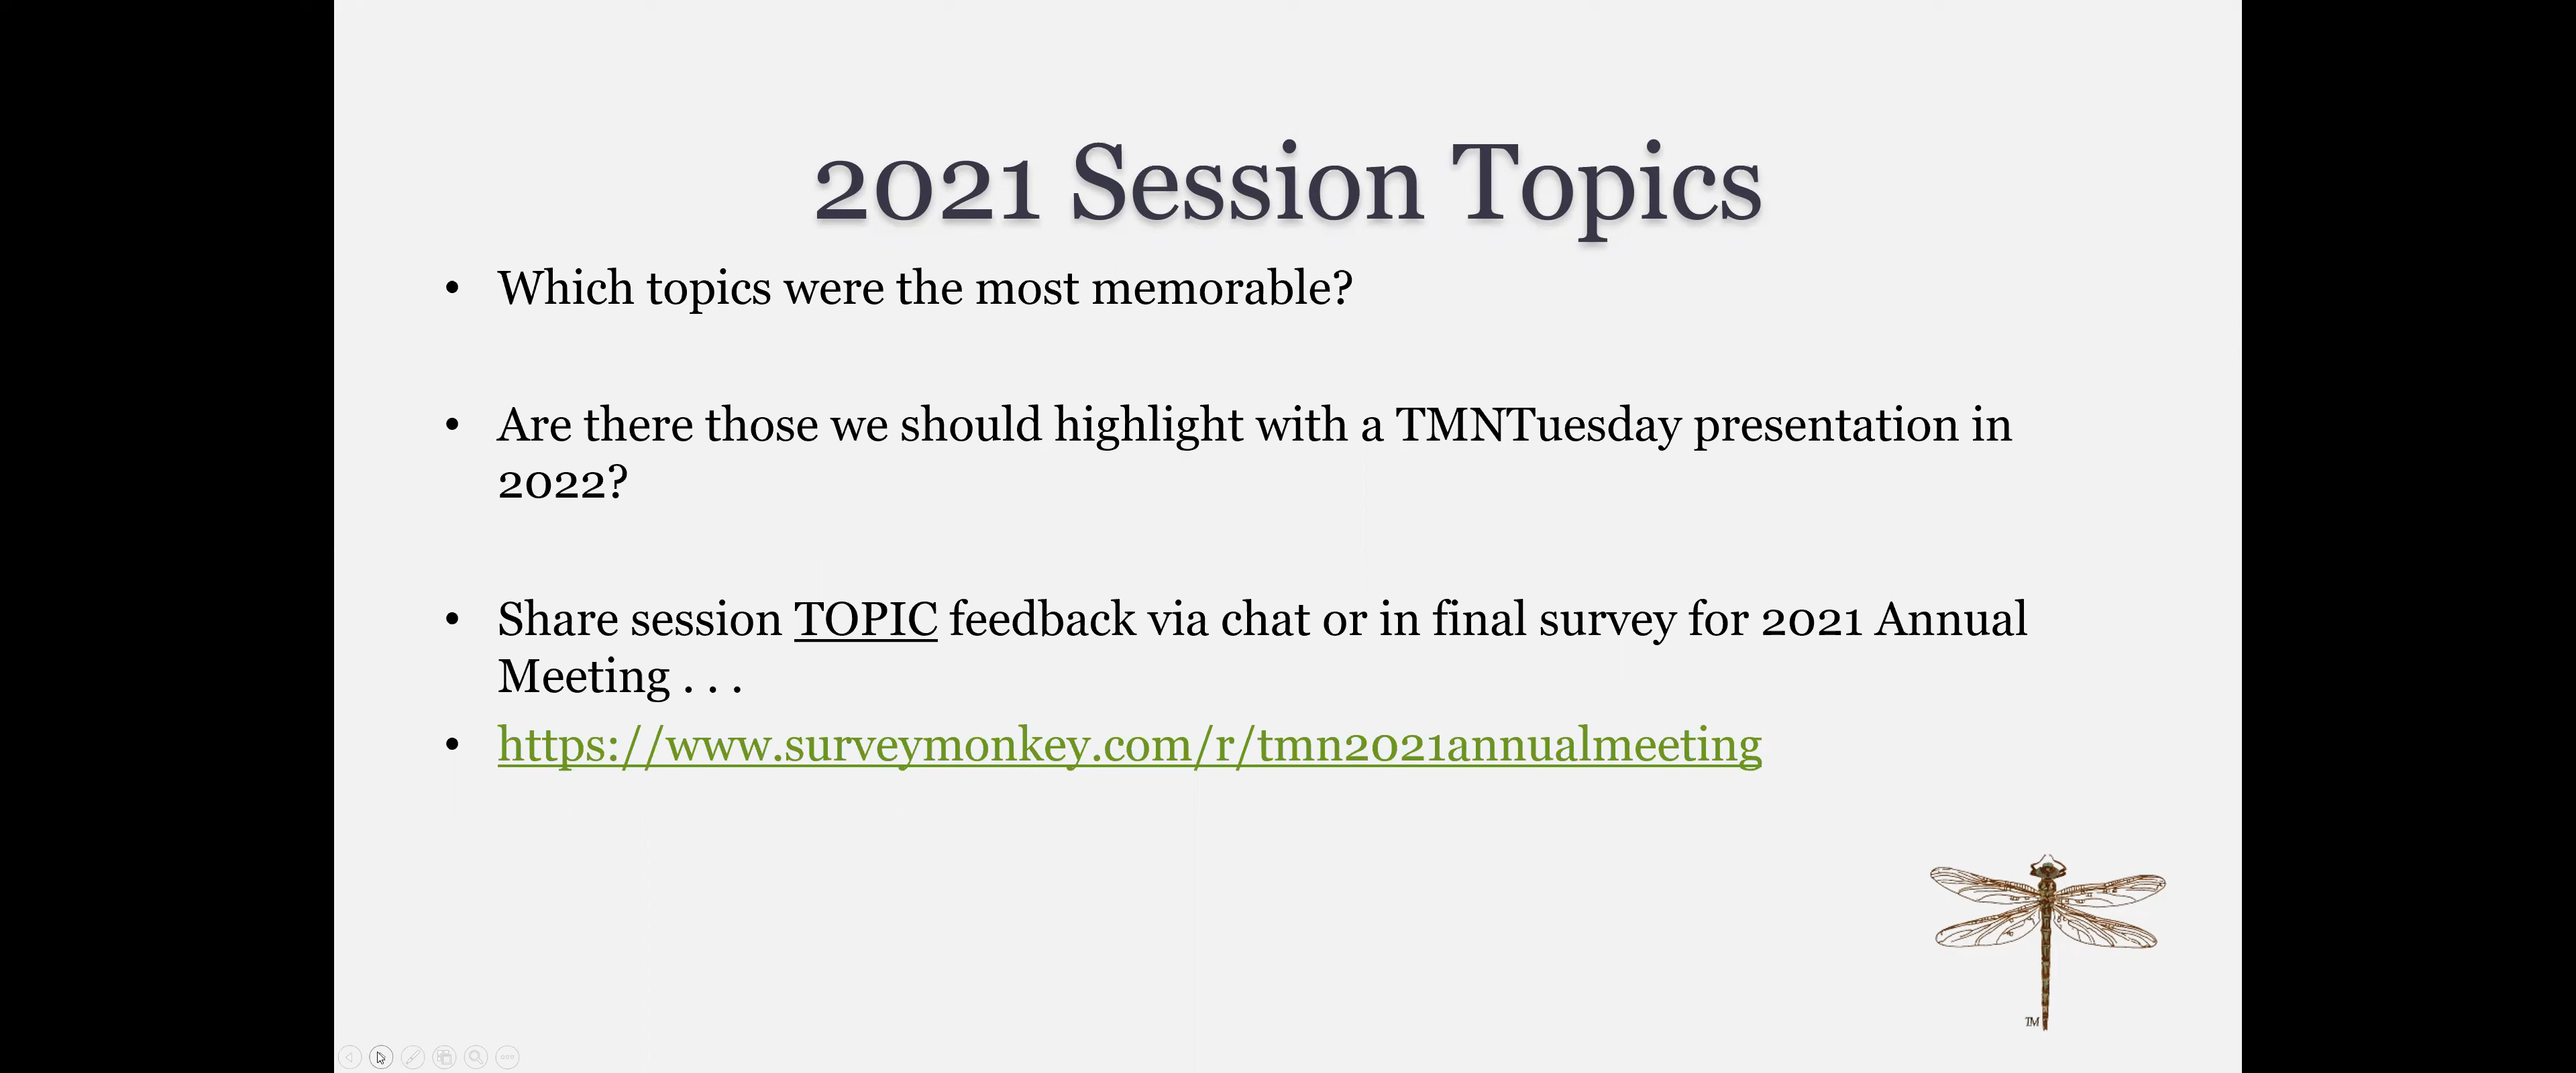 2021 Session Topics
• Which topics were the most memorable?
• Are there those we should highlight with a TMNTuesday presentation in
2022?
• Share session TOPIC feedback via chat or in final survey for 2021 Annual
Meeting . . .
• https://www.surveymonkey.com/r/tmn2021annualmeeting
TM